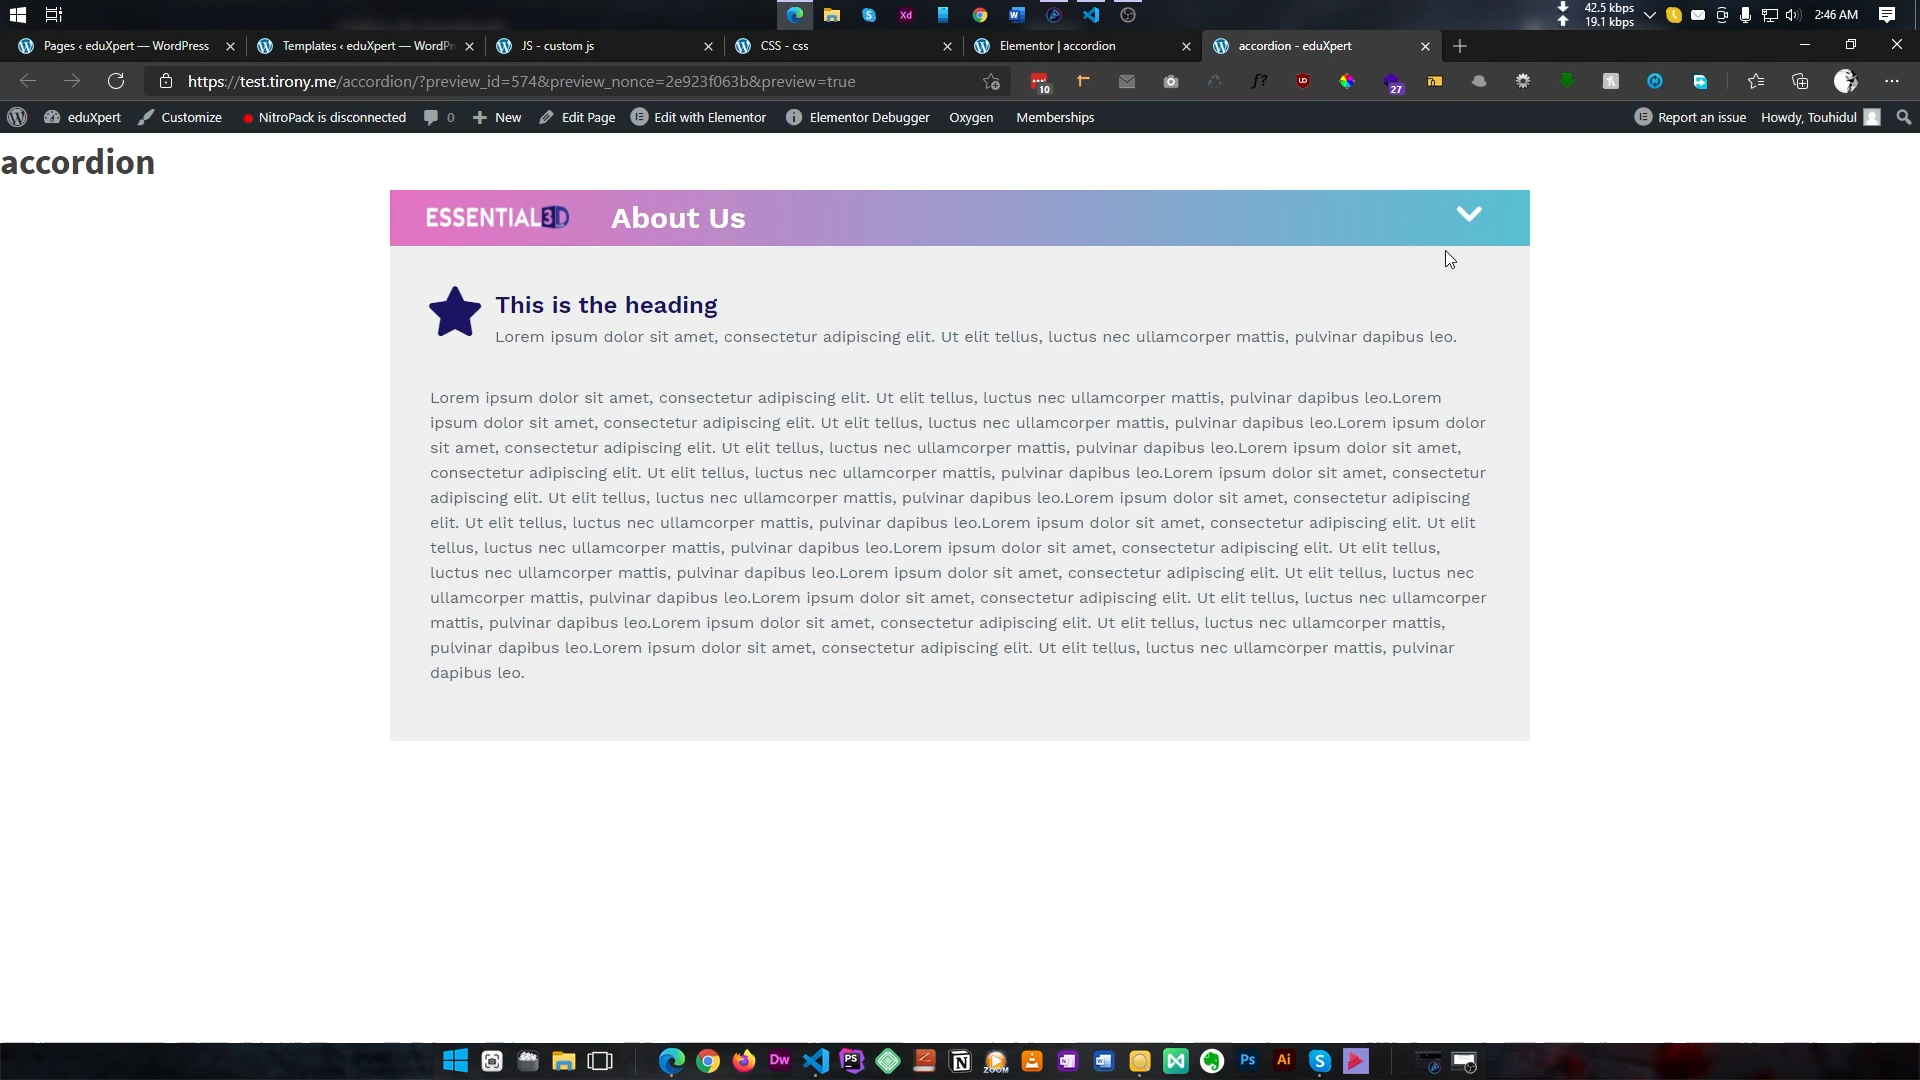 42.5 kbps
19.1 kbps
2:46 AM
Pages ‹ eduXpert — WordPress
Templates ‹ eduXpert — WordPr
JS - custom js
CSS - css
Elementor | accordion
accordion - eduXpert
https://test.tirony.me/accordion/?preview_id=574&preview_nonce=2e923f063b&preview=true
10
27
eduXpert
Customize
NitroPack is disconnected
0
New
Edit Page
Edit with Elementor
Elementor Debugger
Oxygen
Memberships
Report an issue
Howdy, Touhidul
accordion
ESSENTIAL3D
About Us
This is the heading
Lorem ipsum dolor sit amet, consectetur adipiscing elit. Ut elit tellus, luctus nec ullamcorper mattis, pulvinar dapibus leo.
Lorem ipsum dolor sit amet, consectetur adipiscing elit. Ut elit tellus, luctus nec ullamcorper mattis, pulvinar dapibus leo.Lorem
ipsum dolor sit amet, consectetur adipiscing elit. Ut elit tellus, luctus nec ullamcorper mattis, pulvinar dapibus leo.Lorem ipsum dolor
sit amet, consectetur adipiscing elit. Ut elit tellus, luctus nec ullamcorper mattis, pulvinar dapibus leo.Lorem ipsum dolor sit amet,
consectetur adipiscing elit. Ut elit tellus, luctus nec ullamcorper mattis, pulvinar dapibus leo.Lorem ipsum dolor sit amet, consectetur
adipiscing elit. Ut elit tellus, luctus nec ullamcorper mattis, pulvinar dapibus leo.Lorem ipsum dolor sit amet, consectetur adipiscing
elit. Ut elit tellus, luctus nec ullamcorper mattis, pulvinar dapibus leo.Lorem ipsum dolor sit amet, consectetur adipiscing elit. Ut elit
tellus, luctus nec ullamcorper mattis, pulvinar dapibus leo.Lorem ipsum dolor sit amet, consectetur adipiscing elit. Ut elit tellus,
luctus nec ullamcorper mattis, pulvinar dapibus leo.Lorem ipsum dolor sit amet, consectetur adipiscing elit. Ut elit tellus, luctus nec
ullamcorper mattis, pulvinar dapibus leo.Lorem ipsum dolor sit amet, consectetur adipiscing elit. Ut elit tellus, luctus nec ullamcorper
mattis, pulvinar dapibus leo.Lorem ipsum dolor sit amet, consectetur adipiscing elit. Ut elit tellus, luctus nec ullamcorper mattis,
pulvinar dapibus leo.Lorem ipsum dolor sit amet, consectetur adipiscing elit. Ut elit tellus, luctus nec ullamcorper mattis, pulvinar
dapibus leo.